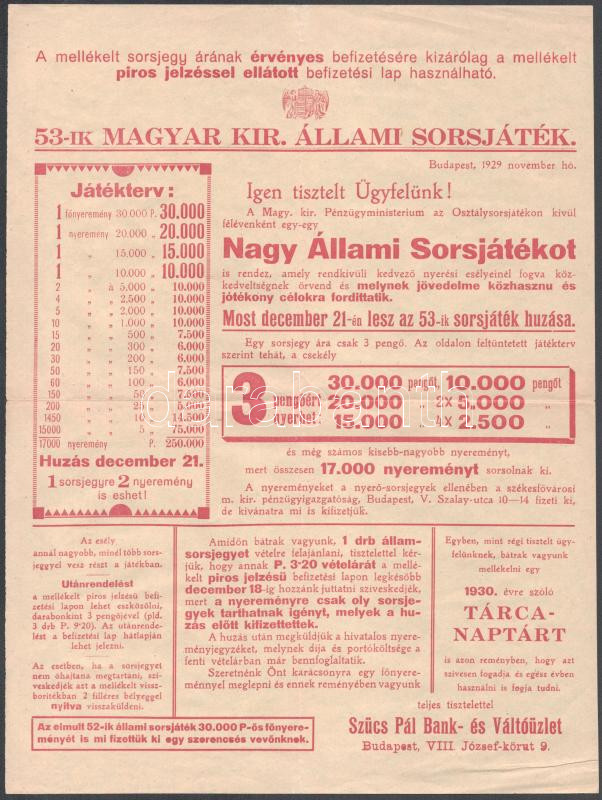 A mellékelt sorsjegy árának érvényes befizetésére kizárólag a mellékelt
piros jelzéssel ellátott befizetési lap használható.
53-IK MAGYAR KIR. ÁLLAMI SORSJÁTÉK.
Budapest, 1929 november hó.
Játékterv:
1 főnyeremény 30.000 P. 30.000
1 nyeremény 20.000 „ 20.000
1 „ 15.000 „ 15.000
1 „ 10.000 „ 10.000
2 „ à 5.000 „ 10.000
4 „ „ 2.500 „ 10.000
5 „ „ 2.000 „ 10.000
10 „ „ 1.000 „ 10.000
15 „ „ 500 „ 7.500
20 „ „ 300 „ 6.000
30 „ „ 200 „ 6.000
50 „ „ 150 „ 7.500
60 „ „ 100 „ 6.000
150 „ „ 50 „ 7.500
200 „ „ 25 „ 5.000
1450 „ „ 10 „ 14.500
15000 „ „ 5 „ 75.000
17000 nyeremény P. 250.000
Huzás december 21.
1 sorsjegyre 2 nyeremény
is eshet!
Igen tisztelt Ügyfelünk!
A Magy. kir. Pénzügyministerium az Osztálysorsjátékon kívül
félévenként egy-egy
Nagy Állami Sorsjátékot
is rendez, amely rendkívüli kedvező nyerési esélyeinél fogva köz-
kedveltségnek örvend és melynek jövedelme közhasznu és
jótékony célokra fordittatik.
Most december 21-én lesz az 53-ik sorsjáték huzása.
Egy sorsjegy ára csak 3 pengő. Az oldalon feltüntetett játékterv
szerint tehát, a csekély
3 pengőért nyerhet:
30.000 pengőt, 10.000 pengőt
20.000 „ 2x 5.000 „
15.000 „ 4x 2.500 „
darabanth.com
és még számos kisebb-nagyobb nyereményt,
mert összesen 17.000 nyereményt sorsolnak ki.
A nyereményeket a nyerő-sorsjegyek ellenében a székesfővárosi
m. kir. pénzügyigazgatóság, Budapest, V. Szalay-utca 10—14 fizeti ki,
de kivánatra mi is kifizetjük.
Az esély
annál nagyobb, minél több sors-
jeggyel vesz részt a játékban.
Utánrendelést
a mellékelt piros jelzésü befi-
zetési lapon lehet eszközölni,
darabonkint 3 pengőjével (pld.
3 drb P. 9·20). Az utánrende-
lést a befizetési lap hátlapján
lehet jelezni.
Az esetben, ha a sorsjegyet
nem óhajtana megtartani, szi-
veskedjék azt a mellékelt vissz-
boritékban 2 filléres bélyeggel
nyitva visszaküldeni.
Amidőn bátrak vagyunk, 1 drb állam-
sorsjegyet vételre felajánlani, tisztelettel kér-
jük, hogy annak P. 3·20 vételárát a mellé-
kelt piros jelzésü befizetési lapon legkésőbb
december 18-ig hozzánk juttatni sziveskedjék,
mert a nyereményre csak oly sorsje-
gyek tarthatnak igényt, melyek a hu-
zás előtt kifizettettek.
A huzás után megküldjük a hivatalos nyere-
ményjegyzéket, melynek díja és portóköltsége a
fenti vételárban már bennfoglaltatik.
Szeretnénk Önt karácsonyra egy főnyere-
ménnyel meglepni és ennek reményében vagyunk
Egyben, mint régi tisztelt ügy-
felünknek, bátrak vagyunk
mellékelni egy
1930. évre szóló
TÁRCA-
NAPTÁRT
is azon reményben, hogy azt
szivesen fogadja és egész évben
használni is fogja tudni.
teljes tisztelettel
Az elmult 52-ik állami sorsjáték 30.000 P-ös főnyere-
ményét is mi fizettük ki egy szerencsés vevőnknek.
Szücs Pál Bank- és Váltóüzlet
Budapest, VIII. József-körut 9.